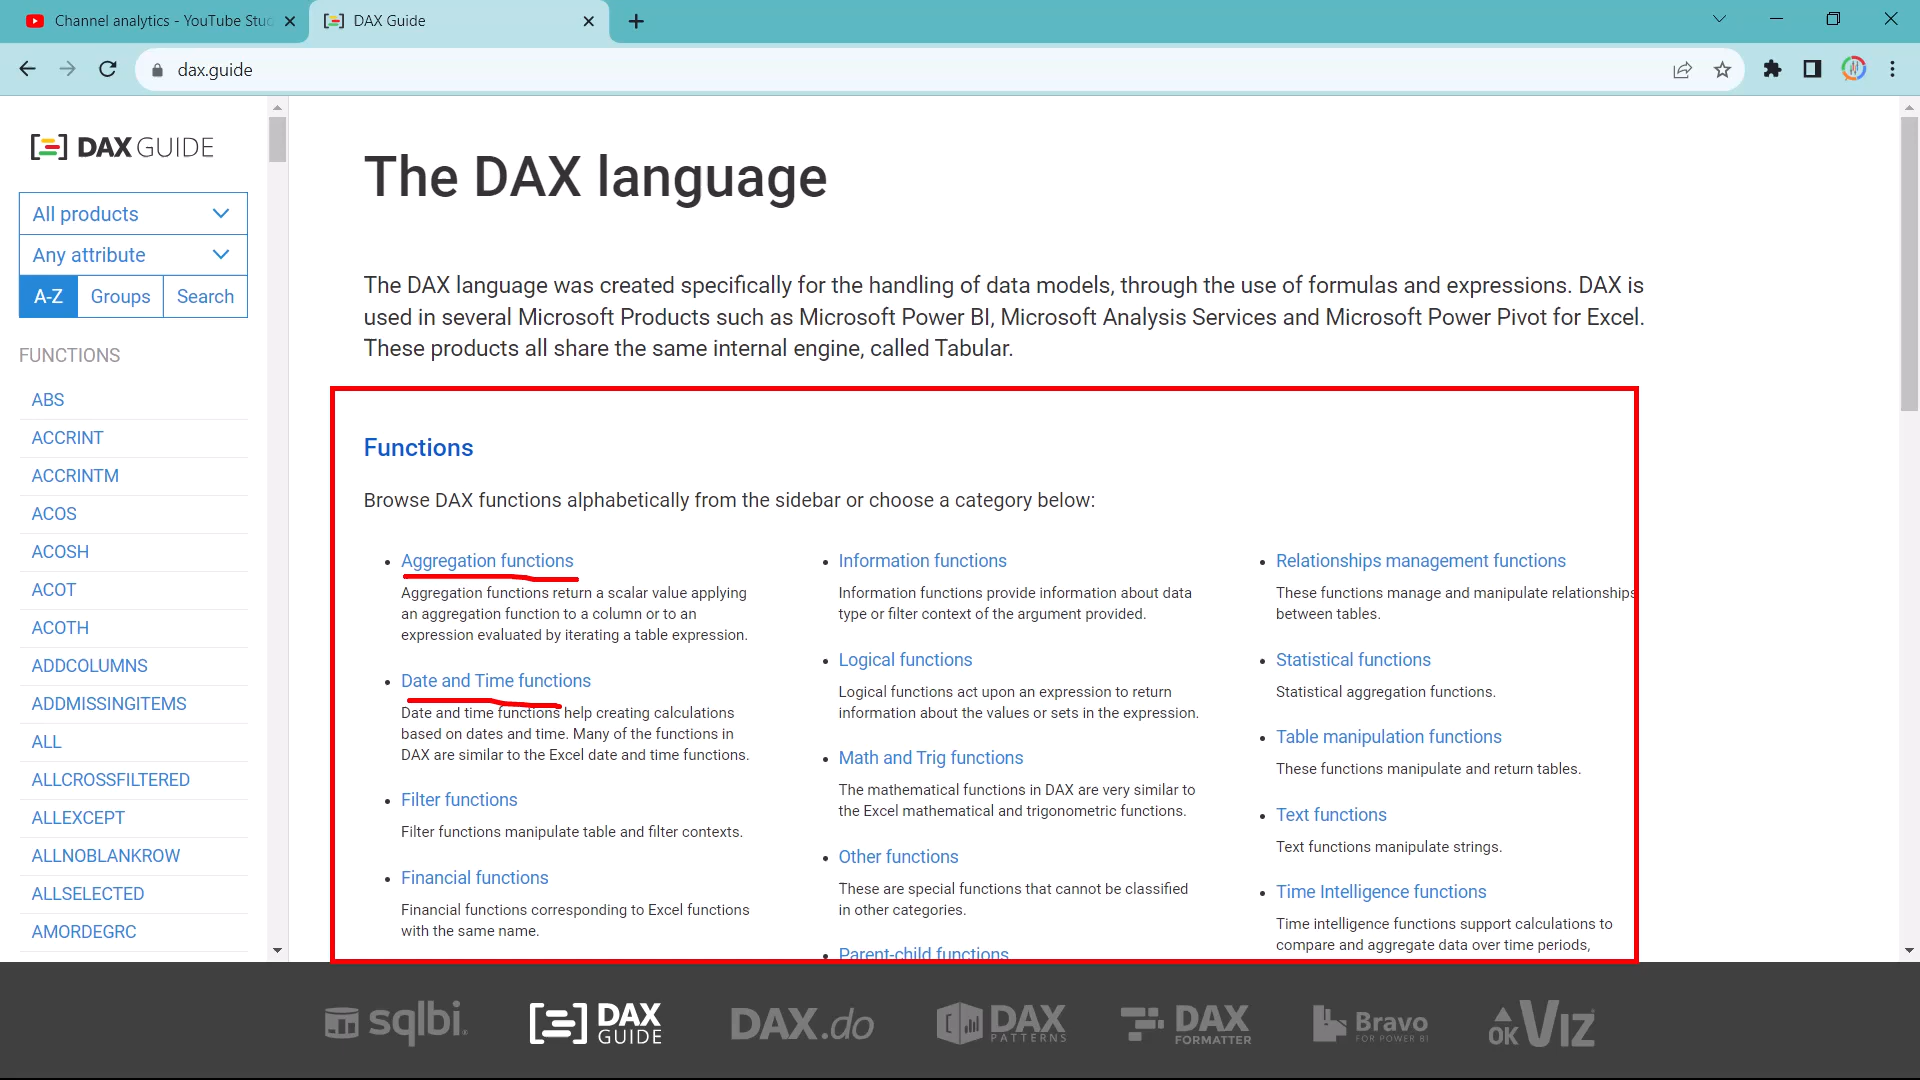 Channel analytics - YouTube Stud
DAX Guide
dax.guide
DAX GUIDE
All products
Any attribute
A-Z
Groups
Search
FUNCTIONS
ABS
ACCRINT
ACCRINTM
ACOS
ACOSH
ACOT
ACOTH
ADDCOLUMNS
ADDMISSINGITEMS
ALL
ALLCROSSFILTERED
ALLEXCEPT
ALLNOBLANKROW
ALLSELECTED
AMORDEGRC
The DAX language
The DAX language was created specifically for the handling of data models, through the use of formulas and expressions. DAX is
used in several Microsoft Products such as Microsoft Power BI, Microsoft Analysis Services and Microsoft Power Pivot for Excel.
These products all share the same internal engine, called Tabular.
Functions
Browse DAX functions alphabetically from the sidebar or choose a category below:
• Aggregation functions
Aggregation functions return a scalar value applying
an aggregation function to a column or to an
expression evaluated by iterating a table expression.
• Date and Time functions
Date and time functions help creating calculations
based on dates and time. Many of the functions in
DAX are similar to the Excel date and time functions.
• Filter functions
Filter functions manipulate table and filter contexts.
• Financial functions
Financial functions corresponding to Excel functions
with the same name.
• Information functions
Information functions provide information about data
type or filter context of the argument provided.
• Logical functions
Logical functions act upon an expression to return
information about the values or sets in the expression.
• Math and Trig functions
The mathematical functions in DAX are very similar to
the Excel mathematical and trigonometric functions.
• Other functions
These are special functions that cannot be classified
in other categories.
• Parent-child functions
• Relationships management functions
These functions manage and manipulate relationships
between tables.
• Statistical functions
Statistical aggregation functions.
• Table manipulation functions
These functions manipulate and return tables.
• Text functions
Text functions manipulate strings.
• Time Intelligence functions
Time intelligence functions support calculations to
compare and aggregate data over time periods,
sqlbi.
DAX GUIDE
DAX.do
DAX PATTERNS
DAX FORMATTER
Bravo FOR POWER BI
OK VIZ